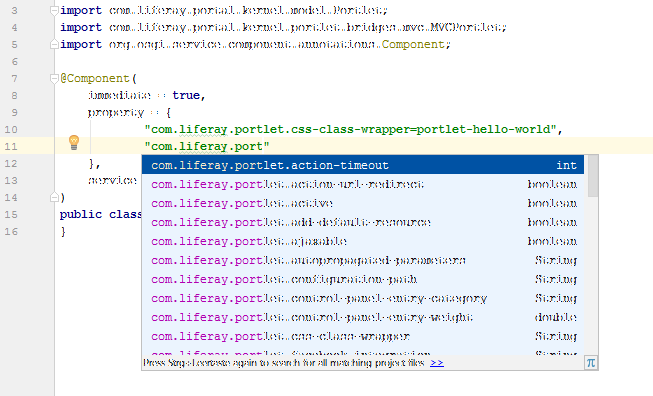 3 import com.liferay.portal.kernel.model.Portlet;
4 import com.liferay.portal.kernel.portlet.bridges.mvc.MVCPortlet;
5 import org.osgi.service.component.annotations.Component;
6
7 @Component(
8 immediate = true,
9 property = {
10 "com.liferay.portlet.css-class-wrapper=portlet-hello-world",
11 "com.liferay.port"
12 },
13 service
14 )
15 public class
16 }
com.liferay.portlet.action-timeout int
com.liferay.portlet.action-url-redirect boolean
com.liferay.portlet.active boolean
com.liferay.portlet.add-default-resource boolean
com.liferay.portlet.ajaxable boolean
com.liferay.portlet.autopropagated-parameters String
com.liferay.portlet.configuration-path String
com.liferay.portlet.control-panel-entry-category String
com.liferay.portlet.control-panel-entry-weight double
com.liferay.portlet.css-class-wrapper String
com.liferay.portlet.facebook-integration String
Press Strg+Leertaste again to search for all matching project files >>
π